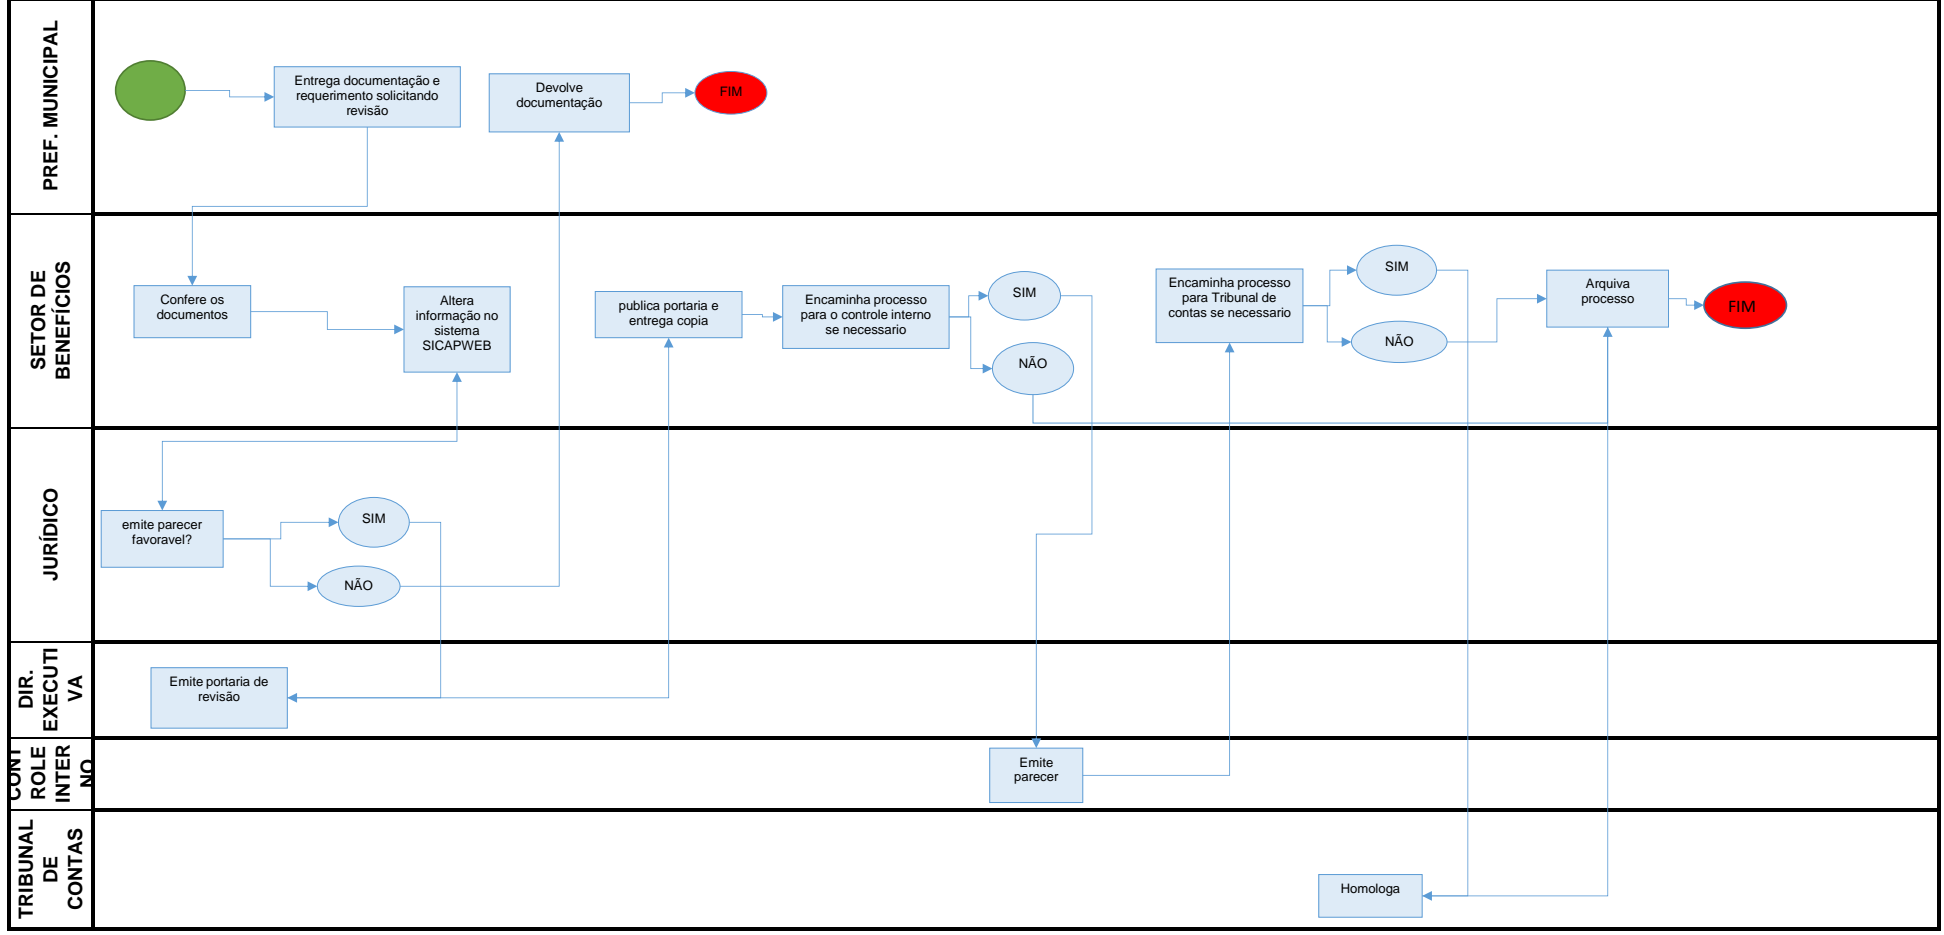 PREF. MUNICIPAL
Entrega documentação e
requerimento solicitando
revisão
Devolve
documentação
FIM
SETOR DE
BENEFÍCIOS
Confere os
documentos
Altera
informação no
sistema
SICAPWEB
publica portaria e
entrega copia
Encaminha processo
para o controle interno
se necessario
SIM
NÃO
Encaminha processo
para Tribunal de
contas se necessario
SIM
NÃO
Arquiva
processo
FIM
JURÍDICO
emite parecer
favoravel?
SIM
NÃO
DIR.
EXECUTI
VA
Emite portaria de
revisão
CONT
ROLE
INTER
NO
Emite
parecer
TRIBUNAL
DE
CONTAS
Homologa